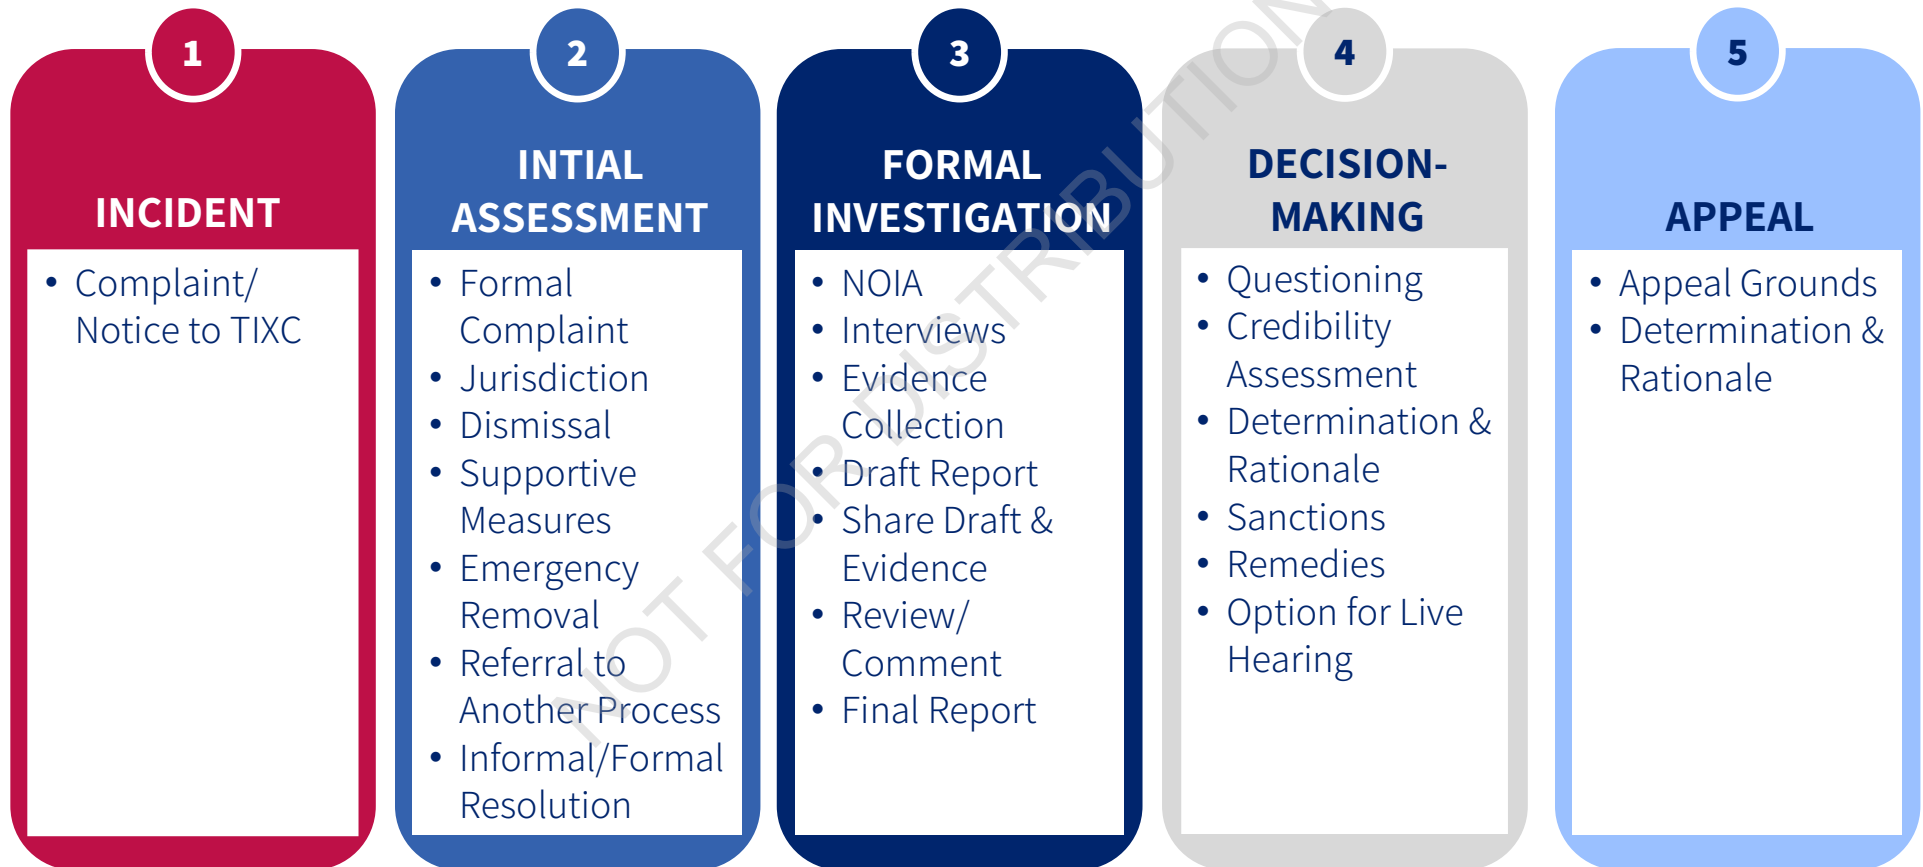 1
INCIDENT
• Complaint/
Notice to TIXC
2
INTIAL
ASSESSMENT
• Formal
Complaint
• Jurisdiction
• Dismissal
• Supportive
Measures
• Emergency
Removal
• Referral to
Another Process
• Informal/Formal
Resolution
3
FORMAL
INVESTIGATION
• NOIA
• Interviews
• Evidence
Collection
• Draft Report
• Share Draft &
Evidence
• Review/
Comment
• Final Report
4
DECISION-
MAKING
• Questioning
• Credibility
Assessment
• Determination &
Rationale
• Sanctions
• Remedies
• Option for Live
Hearing
5
APPEAL
• Appeal Grounds
• Determination &
Rationale
NOT FOR DISTRIBUTION